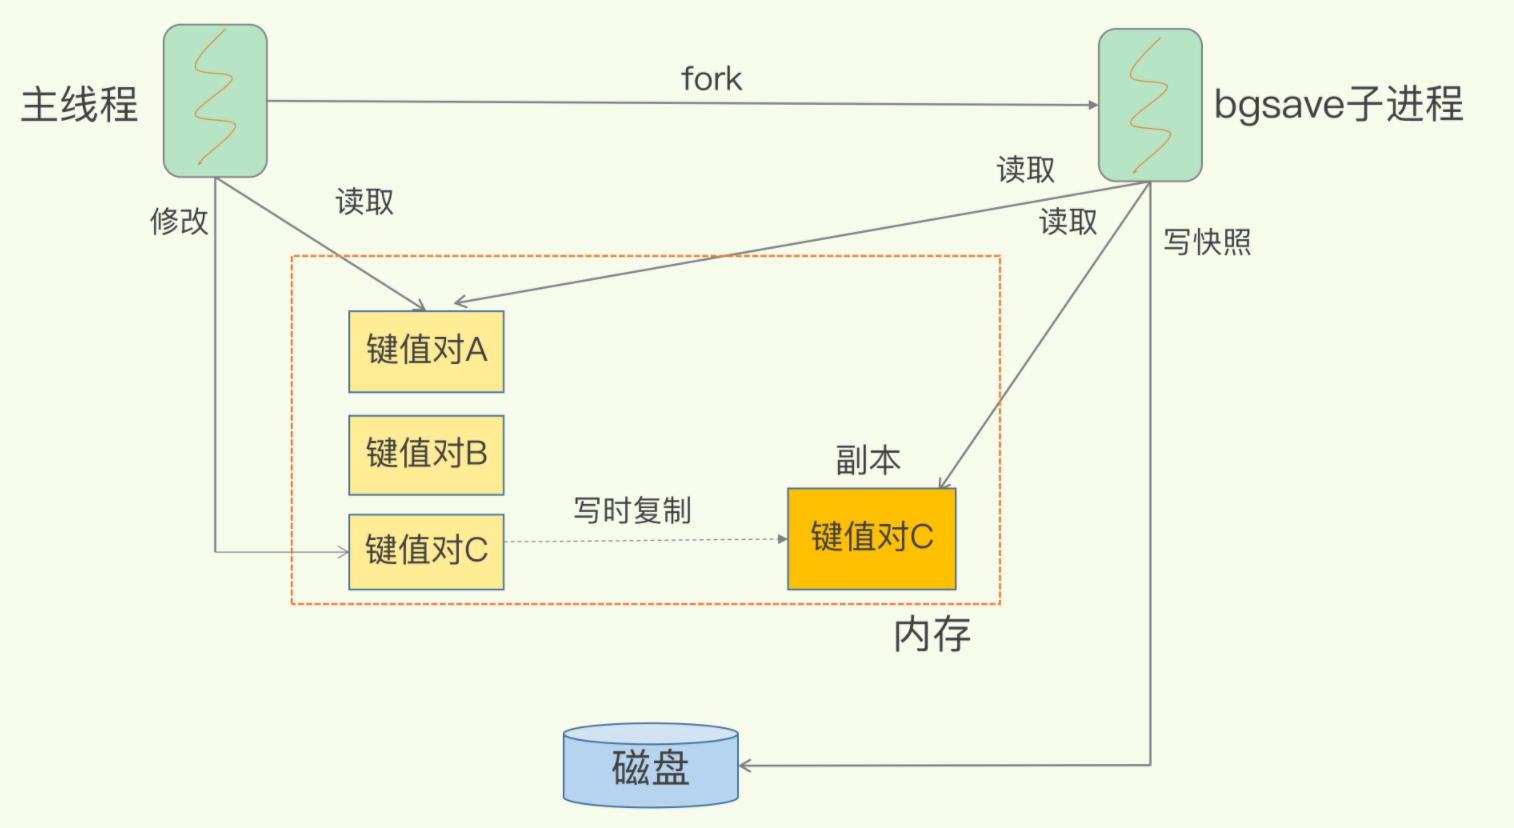 fork
主线程
bgsave子进程
读取
读取
修改
读取
写快照
键值对A
键值对B
副本
写时复制
键值对C
键值对C
内存
磁盘